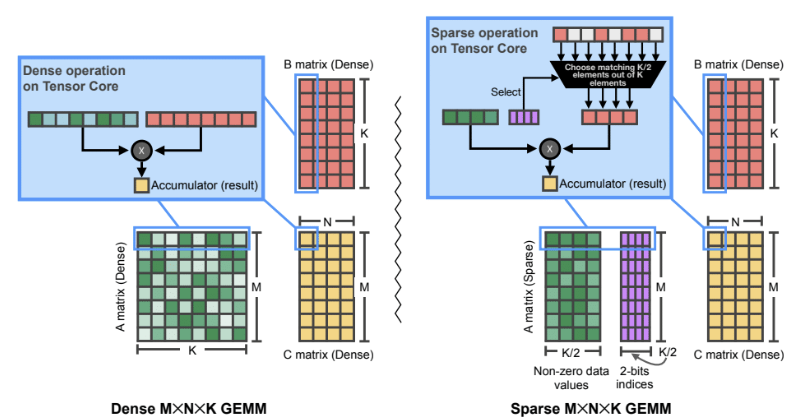 Dense operation
on Tensor Core
B matrix (Dense)
K
X
Accumulator (result)
N
A matrix (Dense)
M
M
K
C matrix (Dense)
Dense M×N×K GEMM
Sparse operation
on Tensor Core
Choose matching K/2
elements out of K
elements
Select
B matrix (Dense)
K
X
Accumulator (result)
N
A matrix (Sparse)
M
M
K/2
K/2
Non-zero data
values
2-bits
indices
C matrix (Dense)
Sparse M×N×K GEMM